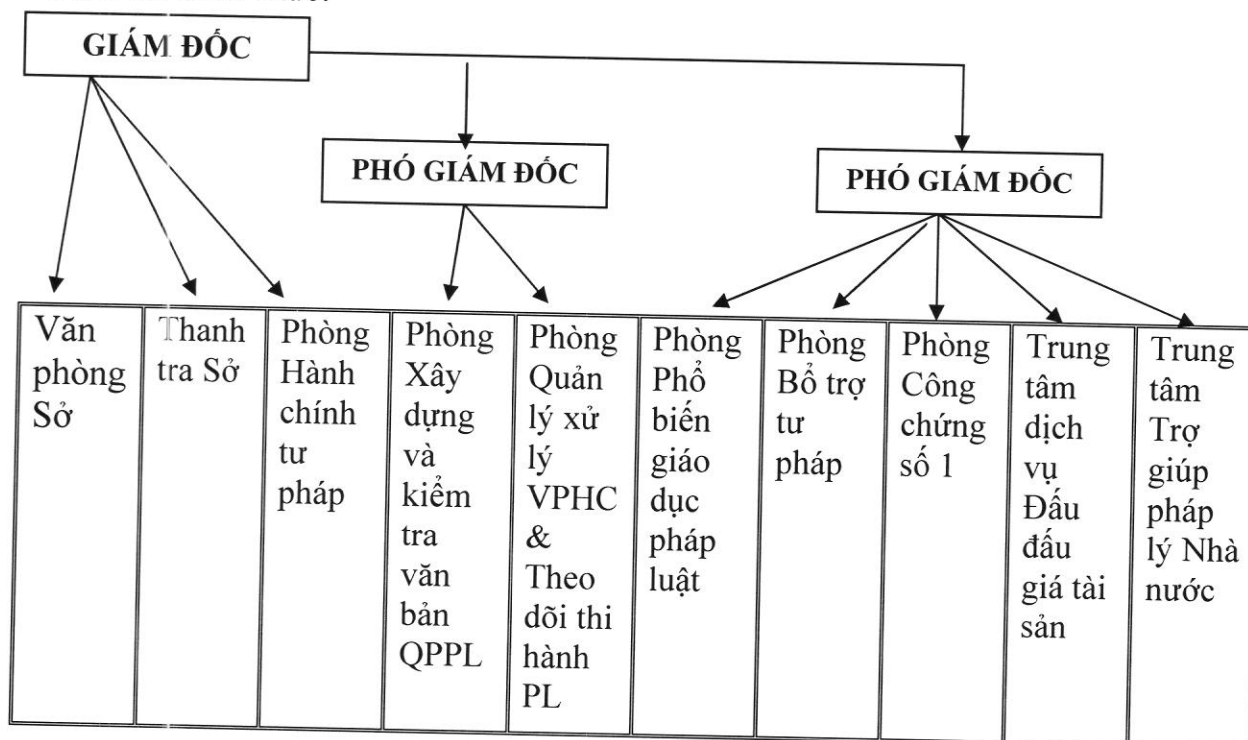 GIÁM ĐỐC
PHÓ GIÁM ĐỐC
PHÓ GIÁM ĐỐC
Văn
phòng
Sở
Thanh
tra Sở
Phòng
Hành
chính
tư
pháp
Phòng
Xây
dựng
và
kiểm
tra
văn
bản
QPPL
Phòng
Quản
lý xử
lý
VPHC
&
Theo
dõi thi
hành
PL
Phòng
Phổ
biến
giáo
dục
pháp
luật
Phòng
Bổ trợ
tư
pháp
Phòng
Công
chứng
số 1
Trung
tâm
dịch
vụ
Đấu
đấu
giá tài
sản
Trung
tâm
Trợ
giúp
pháp
lý Nhà
nước